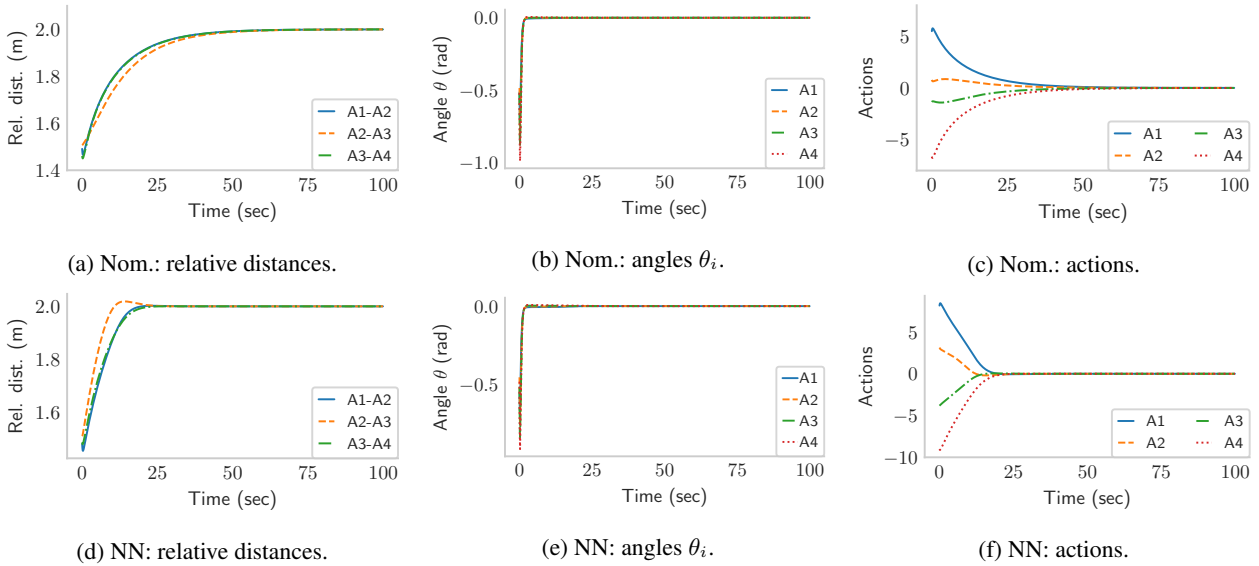 2.0
1.8
1.6
1.4
Rel. dist. (m)
A1-A2
A2-A3
A3-A4
0 25 50 75 100
Time (sec)
(a) Nom.: relative distances.
0.0
−0.5
−1.0
Angle θ (rad)
A1
A2
A3
A4
0 25 50 75 100
Time (sec)
(b) Nom.: angles θi.
5
0
−5
Actions
A1 A3
A2 A4
0 25 50 75 100
Time (sec)
(c) Nom.: actions.
2.0
1.8
1.6
Rel. dist. (m)
A1-A2
A2-A3
A3-A4
0 25 50 75 100
Time (sec)
(d) NN: relative distances.
0.0
−0.5
Angle θ (rad)
A1
A2
A3
A4
0 25 50 75 100
Time (sec)
(e) NN: angles θi.
5
0
−5
−10
Actions
A1 A3
A2 A4
0 25 50 75 100
Time (sec)
(f) NN: actions.